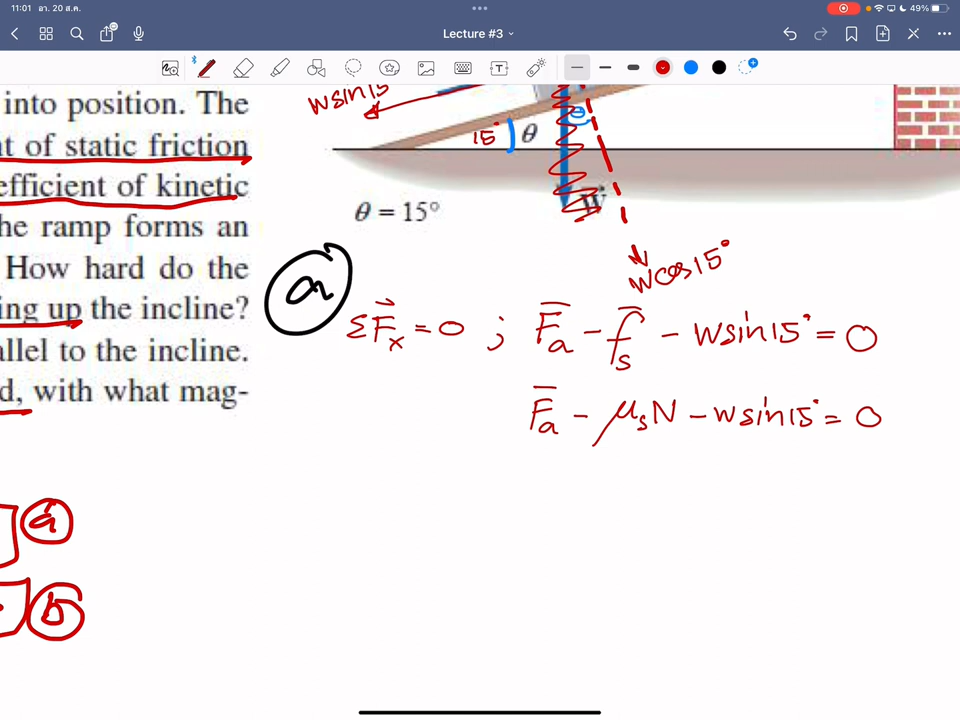 11:01 อา. 20 ส.ค.
49%
Lecture #3
into position. The
t of static friction
efficient of kinetic
he ramp forms an
How hard do the
ing up the incline?
allel to the incline.
d, with what mag-
wsin15
15° θ
θ
W
θ = 15°
wcos15°
a
ΣF⃗x = 0 ; F̅a - f̅s - wsin15° = 0
F̅a - μsN - wsin15° = 0
a
b